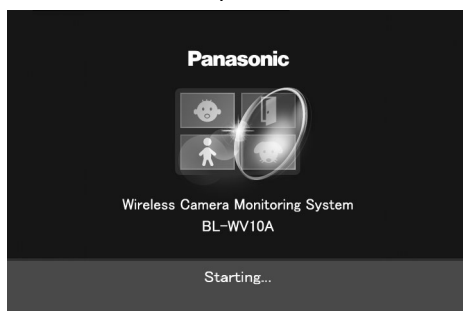 Panasonic
Wireless Camera Monitoring System
BL-WV10A
Starting...